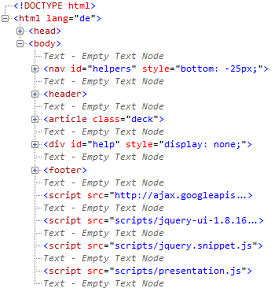 <!DOCTYPE html>
<html lang="de">
<head>
<body>
Text - Empty Text Node
<nav id="helpers" style="bottom: -25px;">
Text - Empty Text Node
<header>
Text - Empty Text Node
<article class="deck">
Text - Empty Text Node
<div id="help" style="display: none;">
Text - Empty Text Node
<footer>
Text - Empty Text Node
<script src="http://ajax.googleapis...>
Text - Empty Text Node
<script src="scripts/jquery-ui-1.8.16...>
Text - Empty Text Node
<script src="scripts/jquery.snippet.js">
Text - Empty Text Node
<script src="scripts/presentation.js">
Text - Empty Text Node